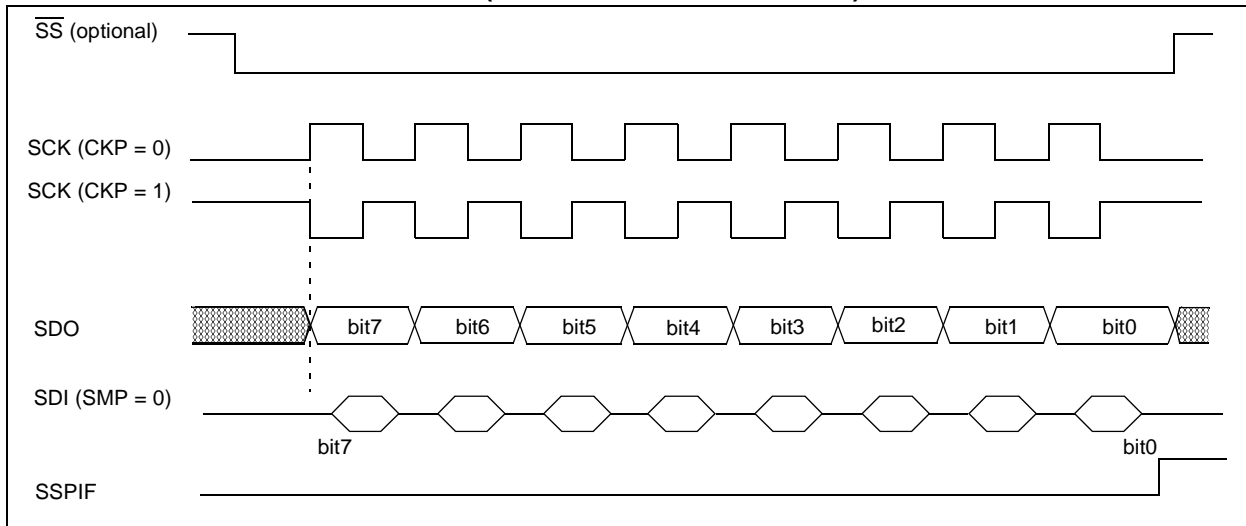 SS (optional)
SCK (CKP = 0)
SCK (CKP = 1)
SDO
bit7 bit6 bit5 bit4 bit3 bit2 bit1 bit0
SDI (SMP = 0)
bit7 bit0
SSPIF